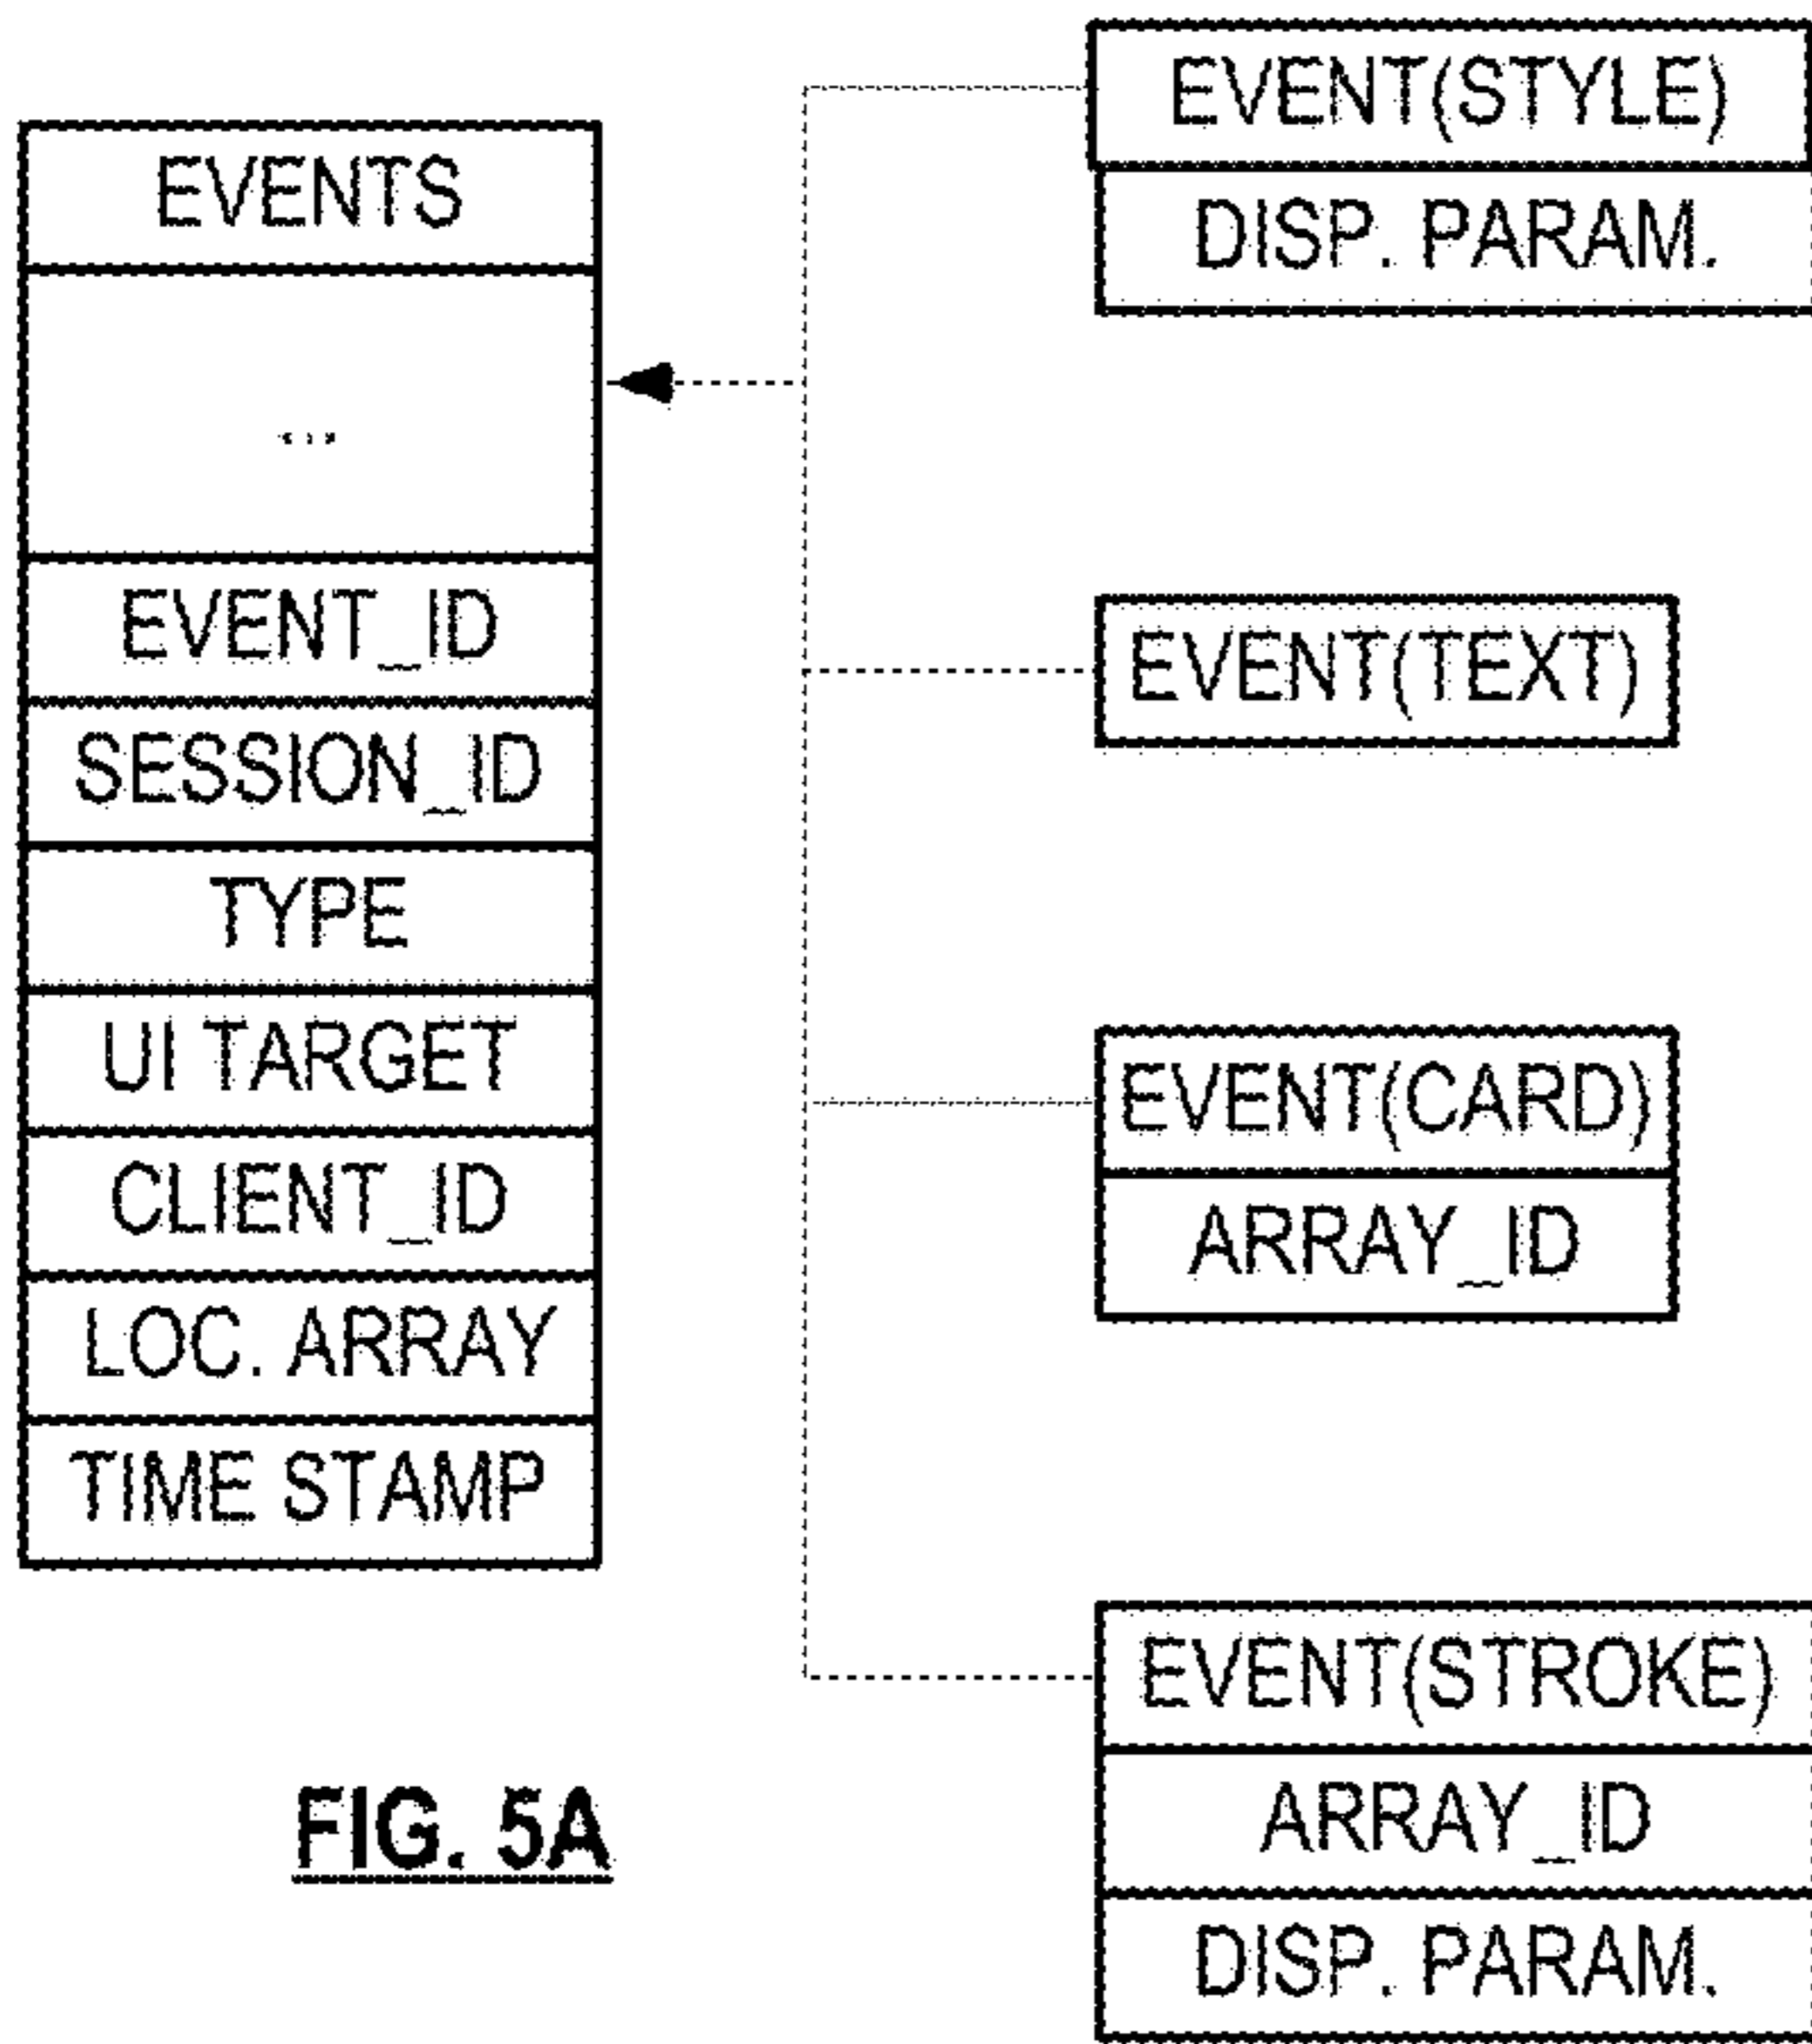 EVENTS
...
EVENT_ID
SESSION_ID
TYPE
UI TARGET
CLIENT_ID
LOC. ARRAY
TIME STAMP
EVENT(STYLE)
DISP. PARAM.
EVENT(TEXT)
EVENT(CARD)
ARRAY_ID
EVENT(STROKE)
ARRAY_ID
DISP. PARAM.
FIG. 5A